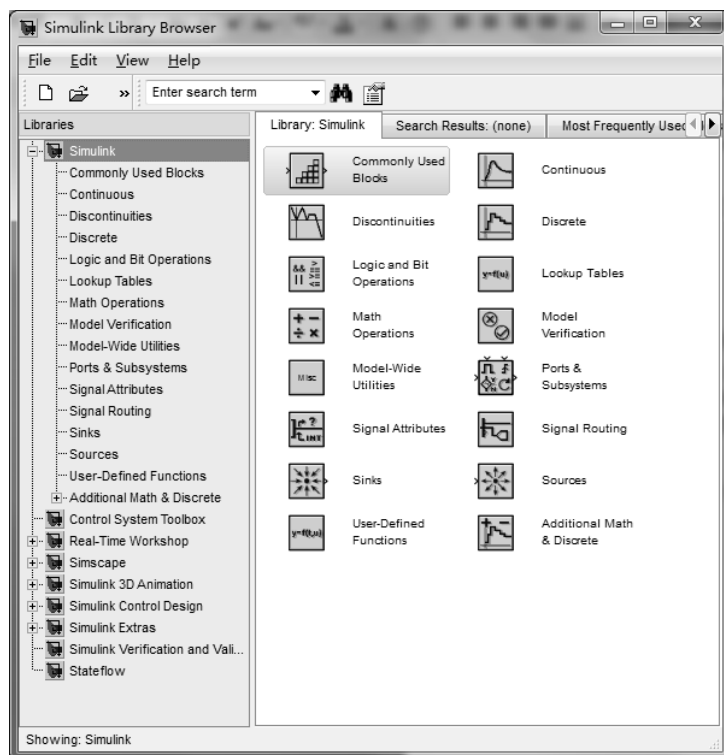 Simulink Library Browser
File Edit View Help
» Enter search term
Libraries
Simulink
Commonly Used Blocks
Continuous
Discontinuities
Discrete
Logic and Bit Operations
Lookup Tables
Math Operations
Model Verification
Model-Wide Utilities
Ports & Subsystems
Signal Attributes
Signal Routing
Sinks
Sources
User-Defined Functions
Additional Math & Discrete
Control System Toolbox
Real-Time Workshop
Simscape
Simulink 3D Animation
Simulink Control Design
Simulink Extras
Simulink Verification and Vali...
Stateflow
Library: Simulink Search Results: (none) Most Frequently Used
Commonly Used
Blocks
Continuous
Discontinuities
Discrete
Logic and Bit
Operations
y=f(u)
Lookup Tables
Math
Operations
Model
Verification
Misc
Model-Wide
Utilities
Ports &
Subsystems
INT
Signal Attributes
Signal Routing
Sinks
Sources
y=f(t,u)
User-Defined
Functions
Additional Math
& Discrete
Showing: Simulink